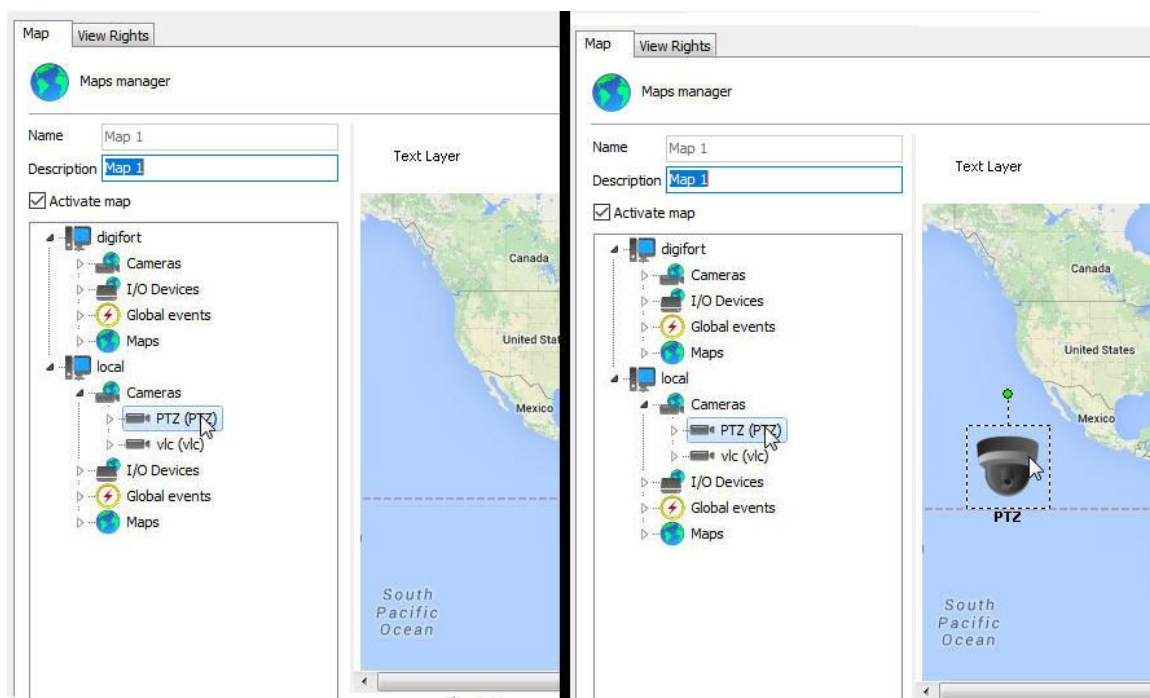 Map View Rights
Maps manager
Name Map 1
Description Map 1
Activate map
digifort
Cameras
I/O Devices
Global events
Maps
local
Cameras
PTZ (PTZ)
vlc (vlc)
I/O Devices
Global events
Maps
Text Layer
Canada
United Stat
Mexico
South
Pacific
Ocean
Map View Rights
Maps manager
Name Map 1
Description Map 1
Activate map
digifort
Cameras
I/O Devices
Global events
Maps
local
Cameras
PTZ (PTZ)
vlc (vlc)
I/O Devices
Global events
Maps
Text Layer
Canada
United States
Mexico
PTZ
South
Pacific
Ocean